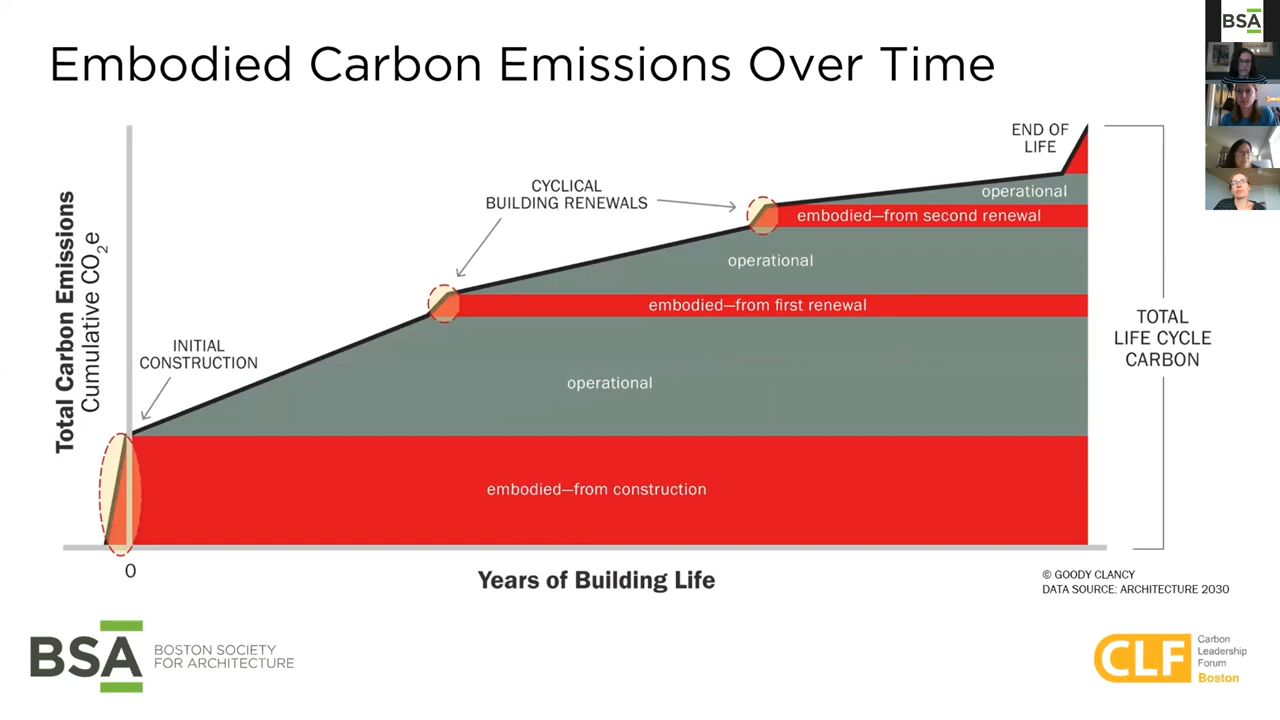 Embodied Carbon Emissions Over Time
BSA
Total Carbon Emissions
Cumulative CO2e
END OF
LIFE
CYCLICAL
BUILDING RENEWALS
operational
embodied—from second renewal
operational
embodied—from first renewal
INITIAL
CONSTRUCTION
operational
embodied—from construction
TOTAL
LIFE CYCLE
CARBON
0
Years of Building Life
© GOODY CLANCY
DATA SOURCE: ARCHITECTURE 2030
BSA
BOSTON SOCIETY
FOR ARCHITECTURE
CLF
Carbon
Leadership
Forum
Boston